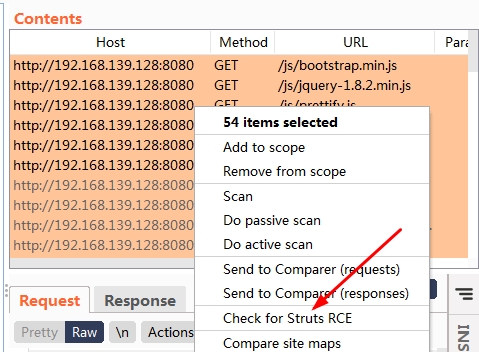 Contents
Host Method URL Para
http://192.168.139.128:8080 GET /js/bootstrap.min.js
http://192.168.139.128:8080 GET /js/jquery-1.8.2.min.js
http://192.168.139.128:8080 GET /js/prettify.js
http://192.168.139.128:8080
http://192.168.139.128:8080
http://192.168.139.128:8080
http://192.168.139.128:8080
http://192.168.139.128:8080
http://192.168.139.128:8080
http://192.168.139.128:8080
54 items selected
Add to scope
Remove from scope
Scan
Do passive scan
Do active scan
Send to Comparer (requests)
Send to Comparer (responses)
Check for Struts RCE
Compare site maps
Request Response
Pretty Raw \n Actions
INS